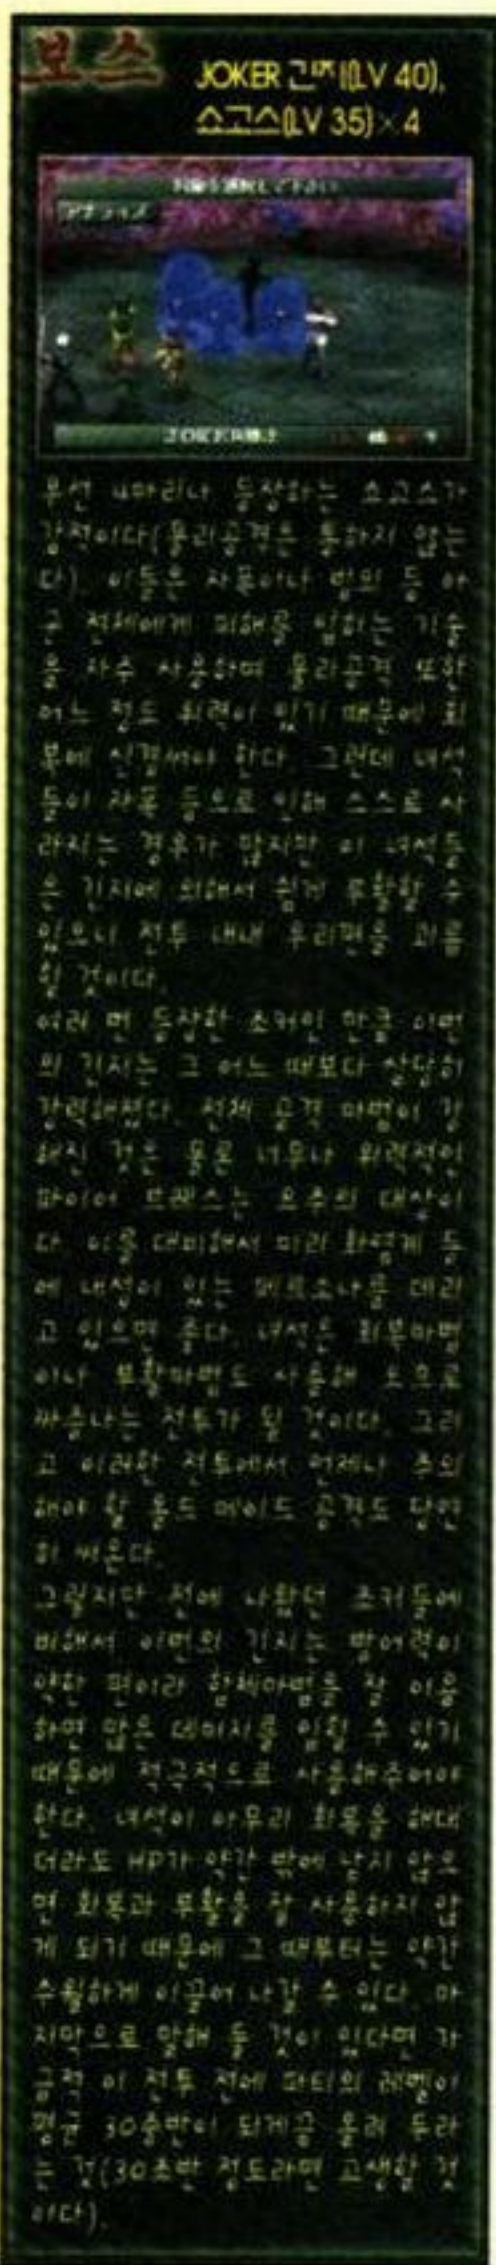 보스
JOKER 긴지(LV 40),
소고스(LV 35)×4
우선 4마리나 등장하는 쇼고스가
강적이다(물리공격은 통하지 않는
다). 이들은 자폭이나 밤의 등 아
군 전체에게 피해를 입히는 기술
을 자주 사용하며 물리공격 또한
어느 정도 위력이 있기 때문에 회
복에 신경써야 한다. 그런데 녀석
들이 자폭 등으로 인해 스스로 사
라지는 경우가 많지만 이 녀석들
은 긴지에 의해서 쉽게 부활할 수
있으니 전투 내내 우리편을 괴롭
힐 것이다.
여러 번 등장한 조커인 만큼 이번
의 긴지는 그 어느 때보다 상당히
강력해졌다. 전체 공격 마법이 강
해진 것은 물론 너무나 위력적인
파이어 브레스는 요주의 대상이
다. 이를 대비해서 미리 화염계 등
에 내성이 있는 페르소나를 데리
고 있으면 좋다. 녀석은 회복마법
이나 부활마법도 사용해 오므로
짜증나는 전투가 될 것이다. 그리
고 이러한 전투에서 언제나 주의
해야 할 올드 메이드 공격도 당연
히 써온다.
그렇지만 전에 나왔던 조커들에
비해서 이번의 긴지는 방어력이
약한 편이라 합체마법를 잘 이용
하면 많은 데미지를 입힐 수 있기
때문에 적극적으로 사용해주어야
한다. 녀석이 아무리 회복을 해대
더라도 HP가 약간 밖에 남지 않으
면 회복과 부활을 잘 사용하지 않
게 되기 때문에 그 때부터는 약간
수월하게 이끌어 나갈 수 있다. 마
지막으로 말해 둘 것이 있다면 가
급적 이 전투 전에 파티의 레벨이
평균 30중반이 되게끔 올려 두라
는 것(30초반 정도라면 고생할 것
이다).